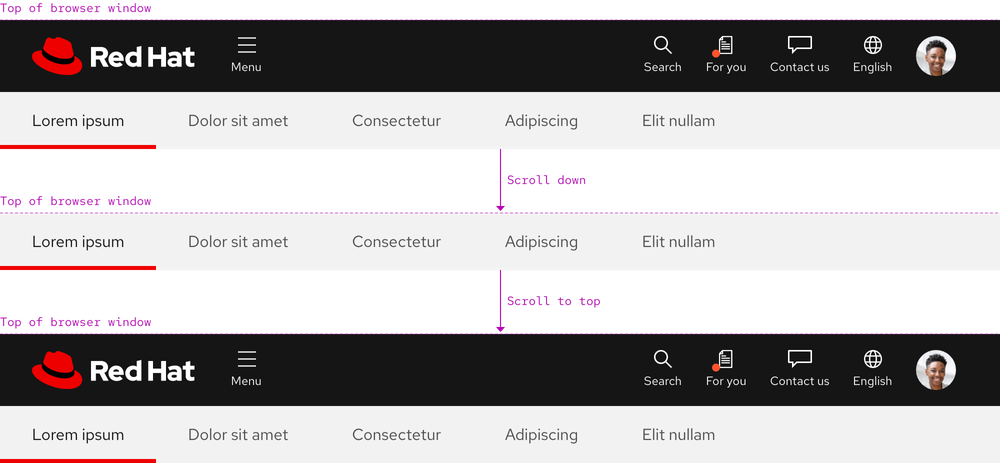 Top of browser window
Red Hat Menu Search For you Contact us English
Lorem ipsum Dolor sit amet Consectetur Adipiscing Elit nullam
Scroll down
Top of browser window
Lorem ipsum Dolor sit amet Consectetur Adipiscing Elit nullam
Scroll to top
Top of browser window
Red Hat Menu Search For you Contact us English
Lorem ipsum Dolor sit amet Consectetur Adipiscing Elit nullam